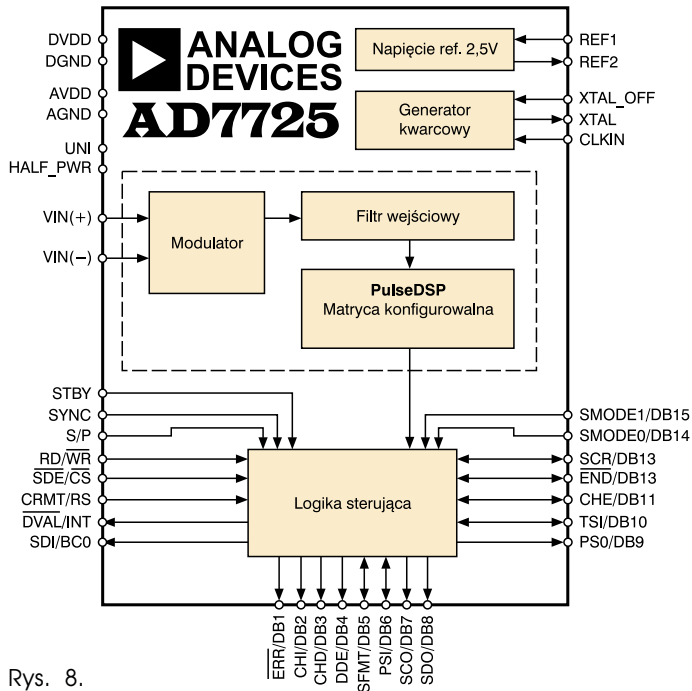 DVDD
DGND
AVDD
AGND
UNI
HALF_PWR
VIN(+)
VIN(−)
ANALOG
DEVICES
AD7725
Napięcie ref. 2,5V
Generator
kwarcowy
REF1
REF2
XTAL_OFF
XTAL
CLKIN
Modulator
Filtr wejściowy
PulseDSP
Matryca konfigurowalna
STBY
SYNC
S/P
RD/WR
SDE/CS
CRMT/RS
DVAL/INT
SDI/BC0
Logika sterująca
SMODE1/DB15
SMODE0/DB14
SCR/DB13
END/DB13
CHE/DB11
TSI/DB10
PS0/DB9
ERR/DB1
CHI/DB2
CHD/DB3
DDE/DB4
SFMT/DB5
PSI/DB6
SCO/DB7
SDO/DB8
Rys. 8.